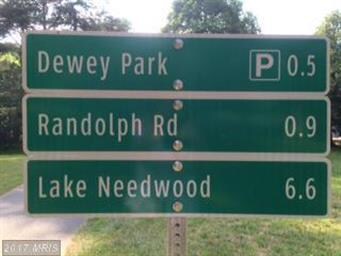 Dewey Park P 0.5
Randolph Rd 0.9
Lake Needwood 6.6
© 2017 MRIS